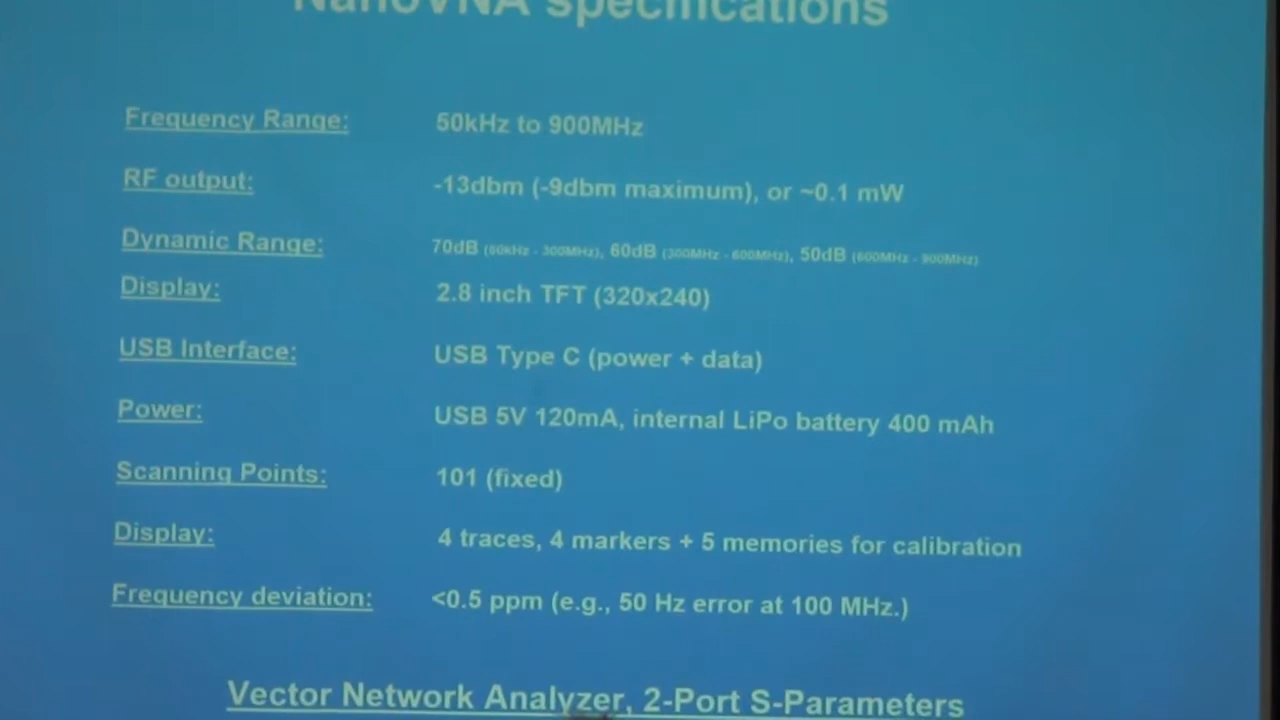 NanoVNA specifications
Frequency Range: 50kHz to 900MHz
RF output: -13dbm (-9dbm maximum), or ~0.1 mW
Dynamic Range: 70dB (50kHz - 300MHz), 60dB (300MHz - 600MHz), 50dB (600MHz - 900MHz)
Display: 2.8 inch TFT (320x240)
USB Interface: USB Type C (power + data)
Power: USB 5V 120mA, internal LiPo battery 400 mAh
Scanning Points: 101 (fixed)
Display: 4 traces, 4 markers + 5 memories for calibration
Frequency deviation: <0.5 ppm (e.g., 50 Hz error at 100 MHz.)
Vector Network Analyzer, 2-Port S-Parameters